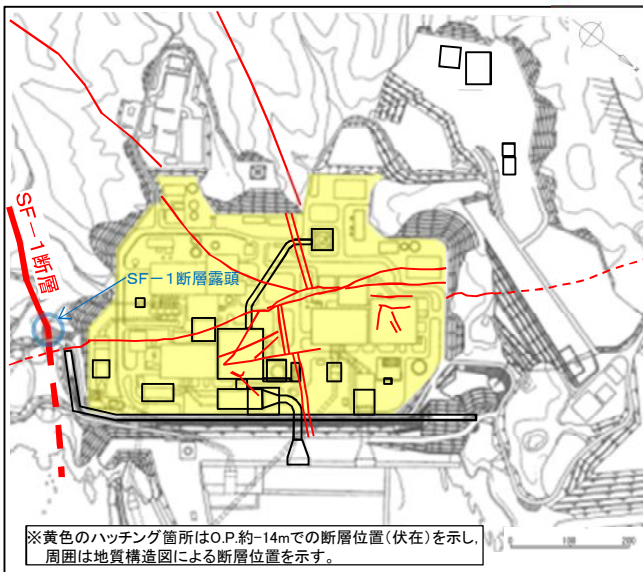 SF-1断層
SF-1断層露頭
※黄色のハッチング箇所はO.P.約-14mでの断層位置(伏在)を示し、
周囲は地質構造図による断層位置を示す。
0 100 200